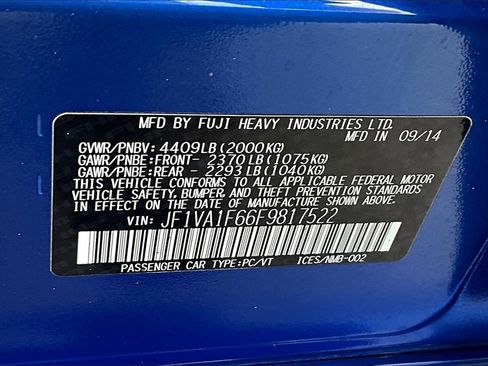 MFD BY FUJI HEAVY INDUSTRIES LTD.
09/14
GVWR/PNBV: 4409LB(2000KG)
GAWR/PNBE:FRONT- 2370LB(1075KG)
GAWR/PNBE:REAR - 2293LB(1040KG)
THIS VEHICLE CONFORMS TO ALL APPLICABLE FEDERAL MOTOR
VEHICLE SAFETY, BUMPER, AND THEFT PREVENTION STANDARDS
IN EFFECT ON THE DATE OF MANUFACTURE SHOWN ABOVE.
VIN: JF1VA1F66F9817522
PASSENGER CAR TYPE:PC/VT ICES/NMB-002